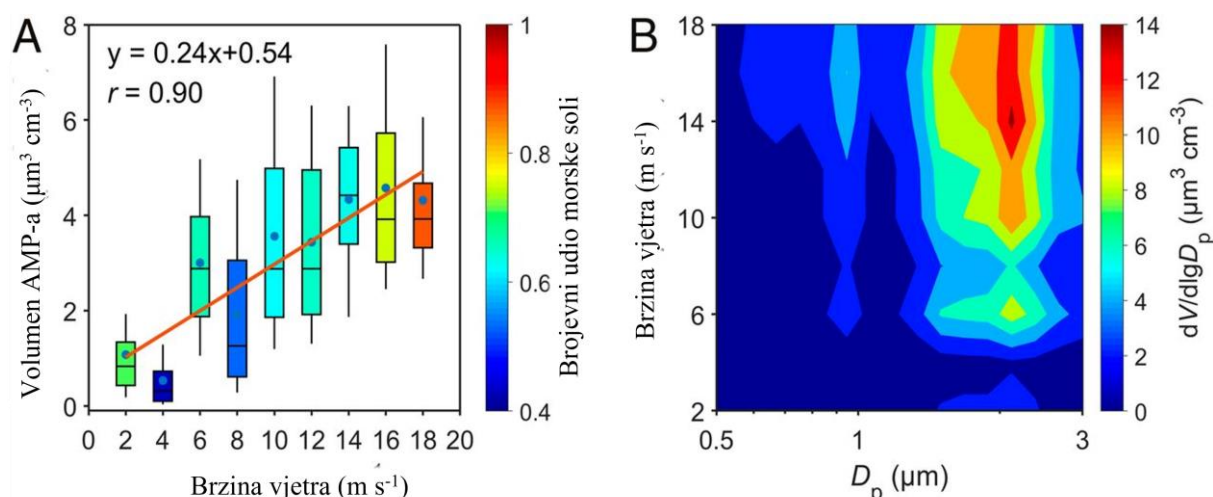 A
y = 0.24x+0.54
r = 0.90
Volumen AMP-a (μm³ cm⁻³)
8
6
4
2
0
0 2 4 6 8 10 12 14 16 18 20
Brzina vjetra (m s⁻¹)
Brojevni udio morske soli
1
0.8
0.6
0.4
B
Brzina vjetra (m s⁻¹)
18
14
10
6
2
0.5 1 3
Dₚ (μm)
dV/dlgDₚ (μm³ cm⁻³)
14
12
10
8
6
4
2
0